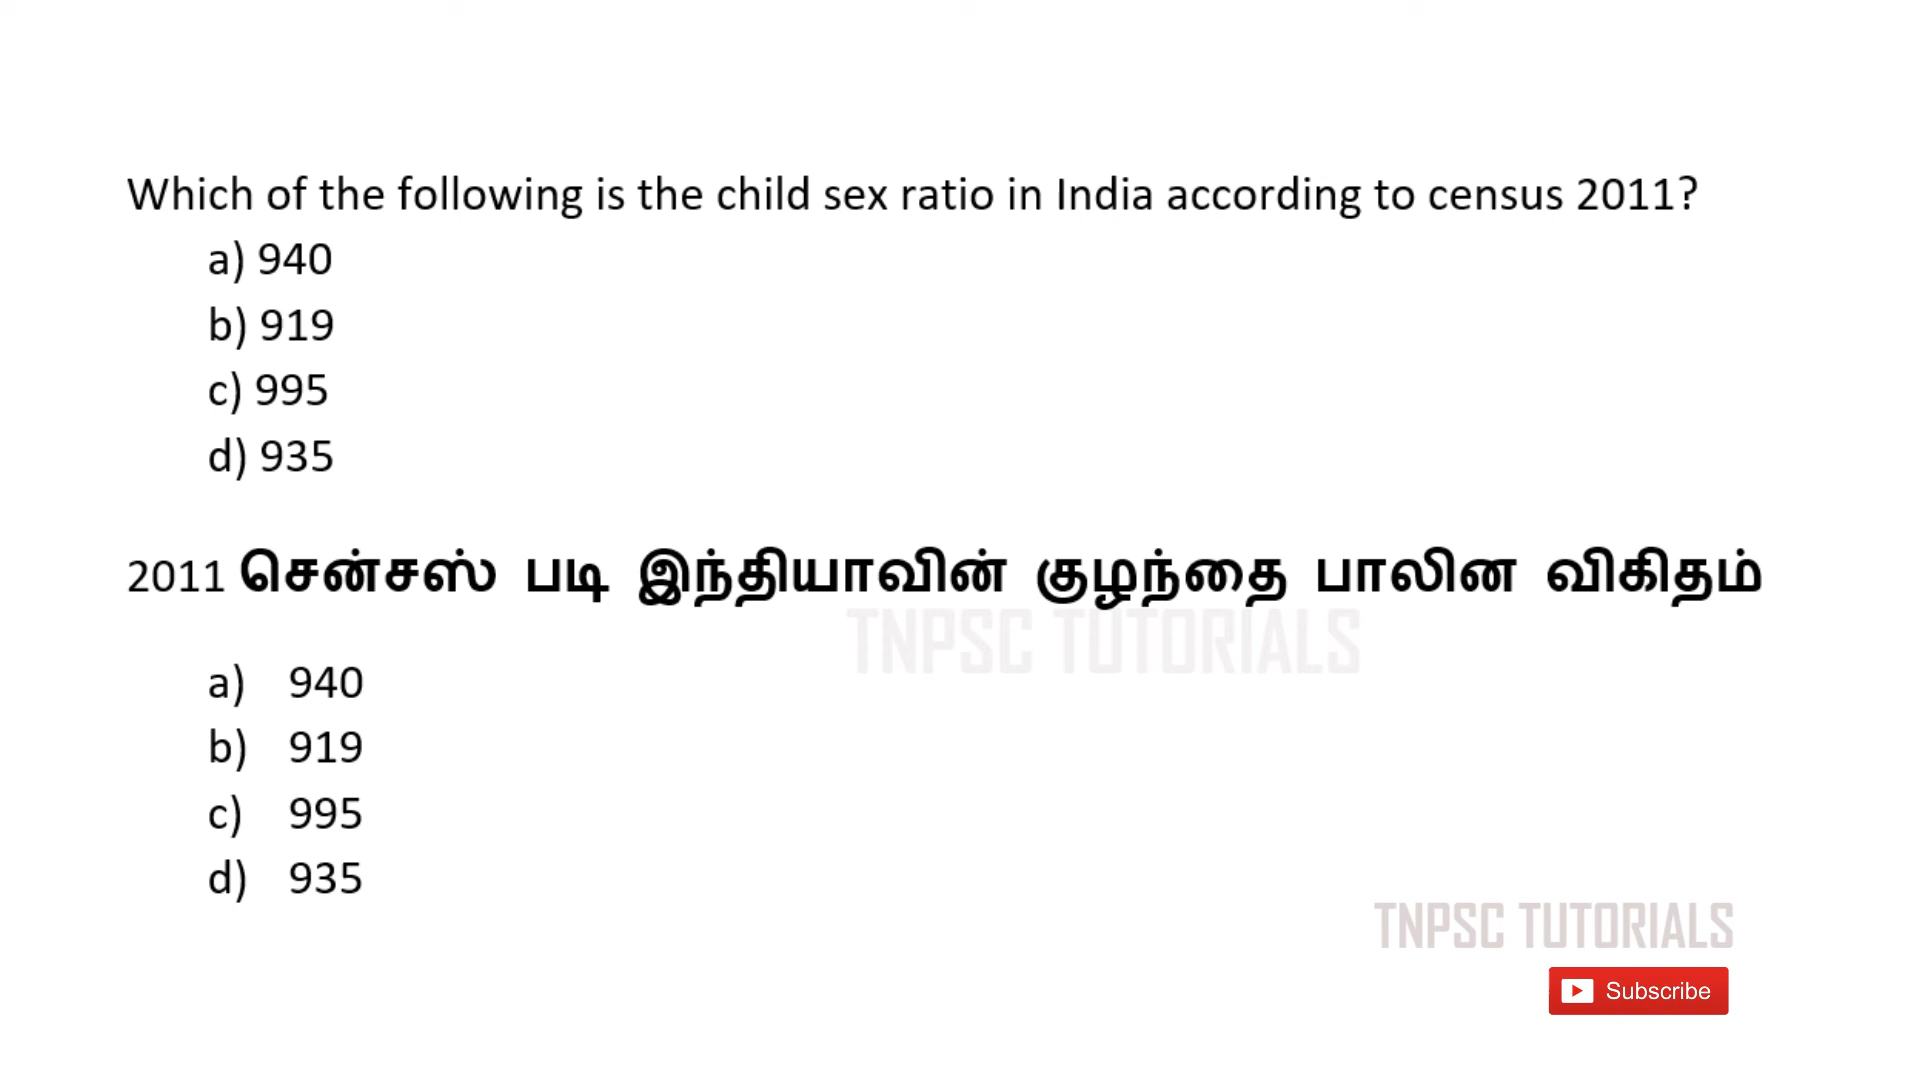 Which of the following is the child sex ratio in India according to census 2011?
a) 940
b) 919
c) 995
d) 935
2011 சென்சஸ் படி இந்தியாவின் குழந்தை பாலின விகிதம்
TNPSC TUTORIALS
a) 940
b) 919
c) 995
d) 935
TNPSC TUTORIALS
Subscribe